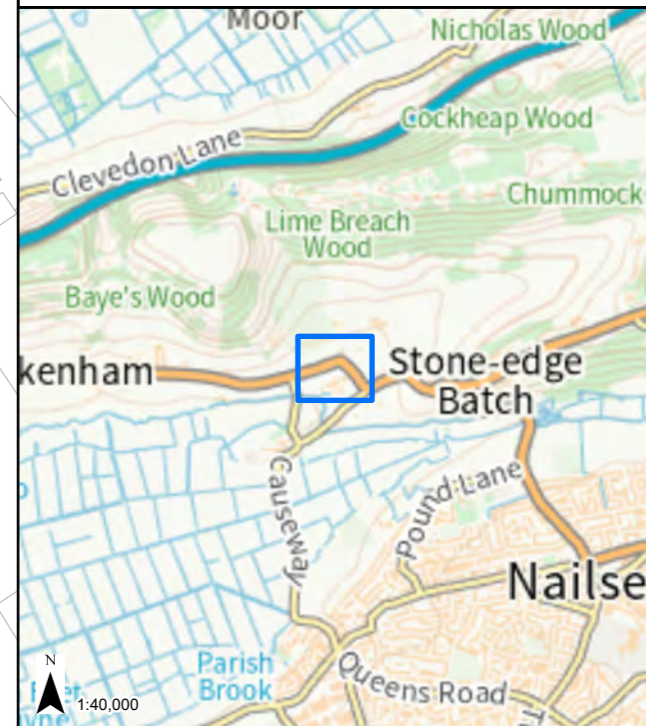 Moor
Nicholas Wood
Cockheap Wood
Clevedon Lane
Chummock
Lime Breach
Wood
Baye's Wood
kenham
Stone-edge
Batch
Causeway
Pound Lane
Nailse
Parish
Brook
Queens Road
N
1:40,000